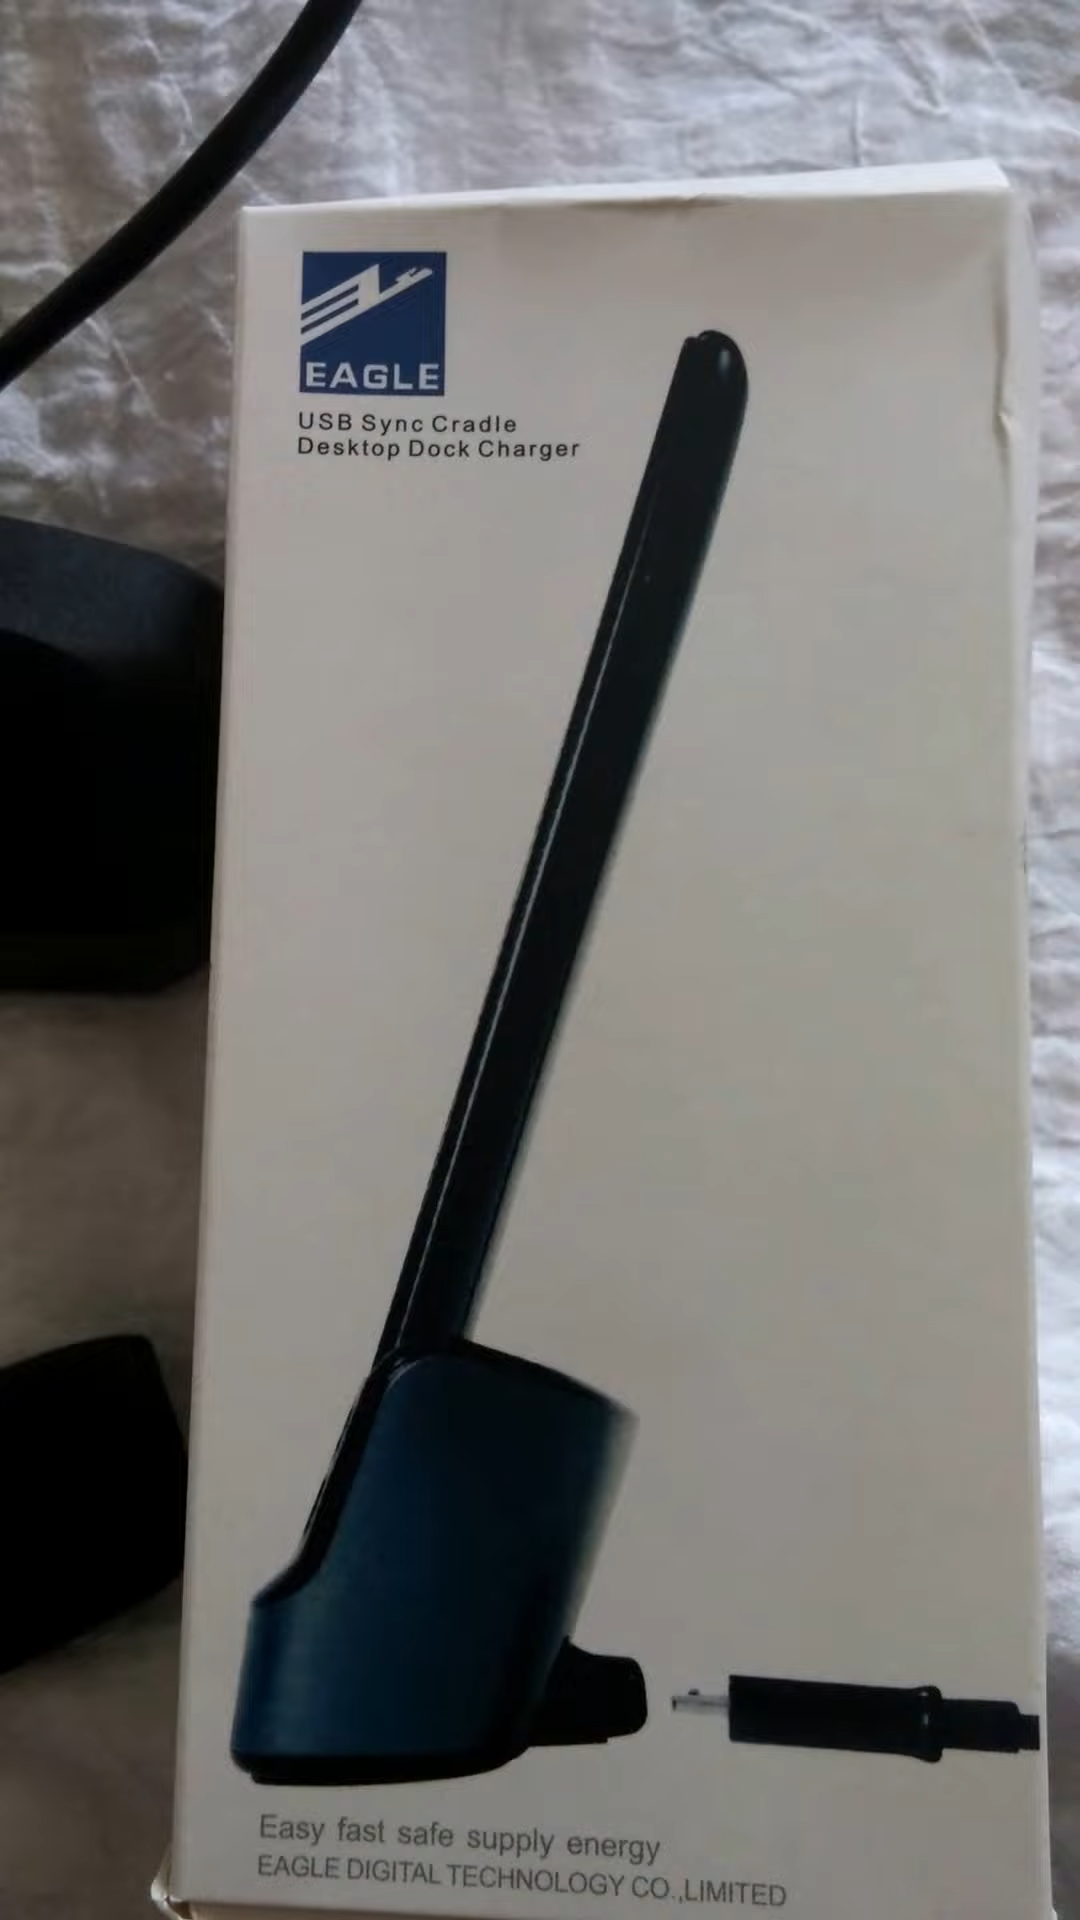 EAGLE
USB Sync Cradle
Desktop Dock Charger
Easy fast safe supply energy
EAGLE DIGITAL TECHNOLOGY CO.,LIMITED